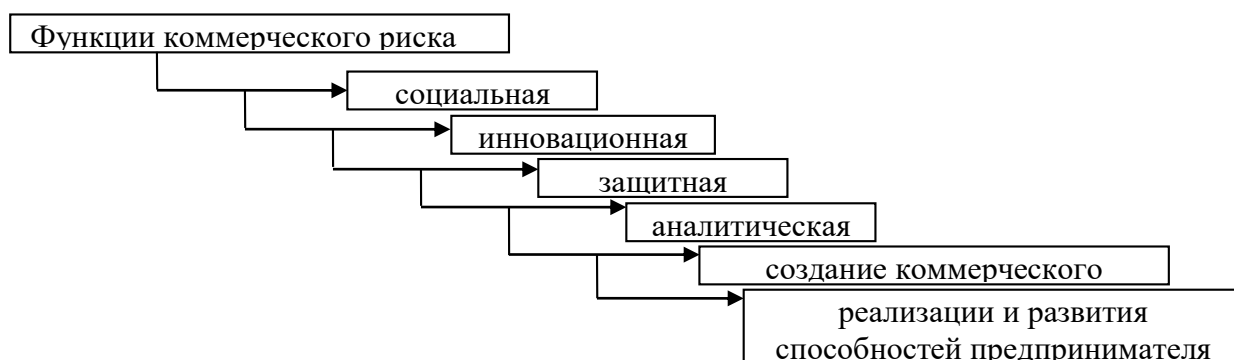 Функции коммерческого риска
социальная
инновационная
защитная
аналитическая
создание коммерческого
реализации и развития
способностей предпринимателя